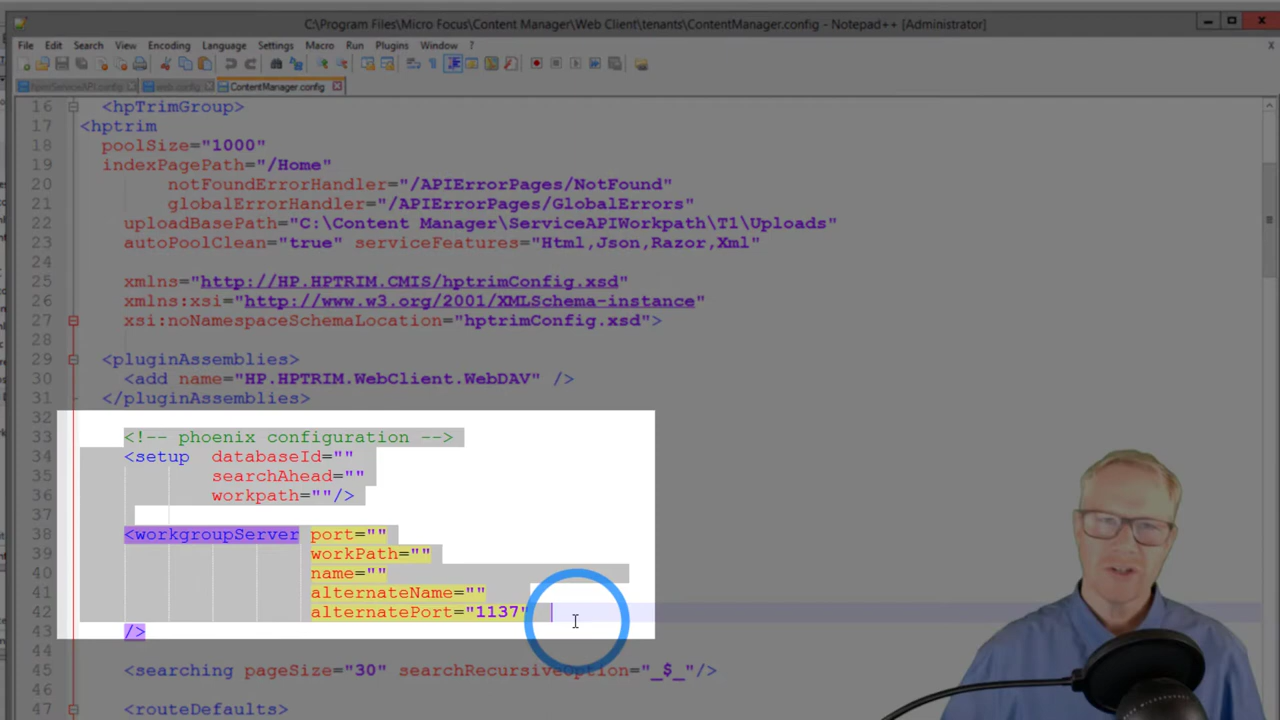 C:\Program Files\Micro Focus\Content Manager\Web Client\tenants\ContentManager.config - Notepad++ [Administrator]
File Edit Search View Encoding Language Settings Macro Run Plugins Window ? X
hptrimServiceAPI.config web.config ContentManager.config
16 <hpTrimGroup>
17 <hptrim
18 poolSize="1000"
19 indexPagePath="/Home"
20 notFoundErrorHandler="/APIErrorPages/NotFound"
21 globalErrorHandler="/APIErrorPages/GlobalErrors"
22 uploadBasePath="C:\Content Manager\ServiceAPIWorkpath\T1\Uploads"
23 autoPoolClean="true" serviceFeatures="Html,Json,Razor,Xml"
24
25 xmlns="http://HP.HPTRIM.CMIS/hptrimConfig.xsd"
26 xmlns:xsi="http://www.w3.org/2001/XMLSchema-instance"
27 xsi:noNamespaceSchemaLocation="hptrimConfig.xsd">
28
29 <pluginAssemblies>
30 <add name="HP.HPTRIM.WebClient.WebDAV" />
31 </pluginAssemblies>
32
33 <!-- phoenix configuration -->
34 <setup databaseId=""
35 searchAhead=""
36 workpath=""/>
37
38 <workgroupServer port=""
39 workPath=""
40 name=""
41 alternateName=""
42 alternatePort="1137"
43 />
44
45 <searching pageSize="30" searchRecursiveOption="_$_"/>
46
47 <routeDefaults>